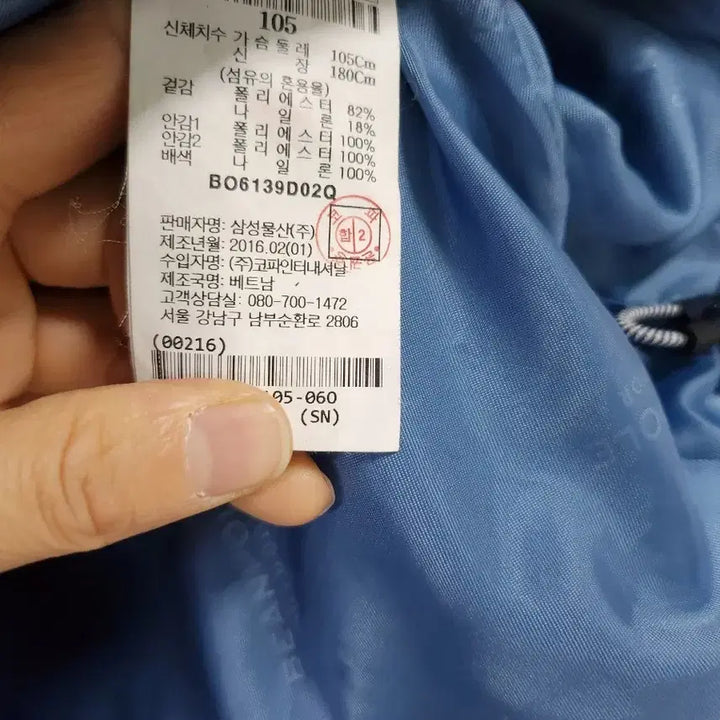 105
신체치수 가슴둘레 105Cm
신 장 180Cm
(섬유의 혼용율)
겉감 폴리에스터 82%
나 일 론 18%
안감1 폴리에스터 100%
안감2 폴리에스터 100%
배색 나 일 론 100%
BO6139D02Q
판매자명: 삼성물산(주)
제조년월: 2016.02(01)
수입자명: (주)코파인터내셔날
제조국명: 베트남
고객상담실: 080-700-1472
서울 강남구 남부순환로 2806
합 2
(00216)
105-060
(SN)
OLE